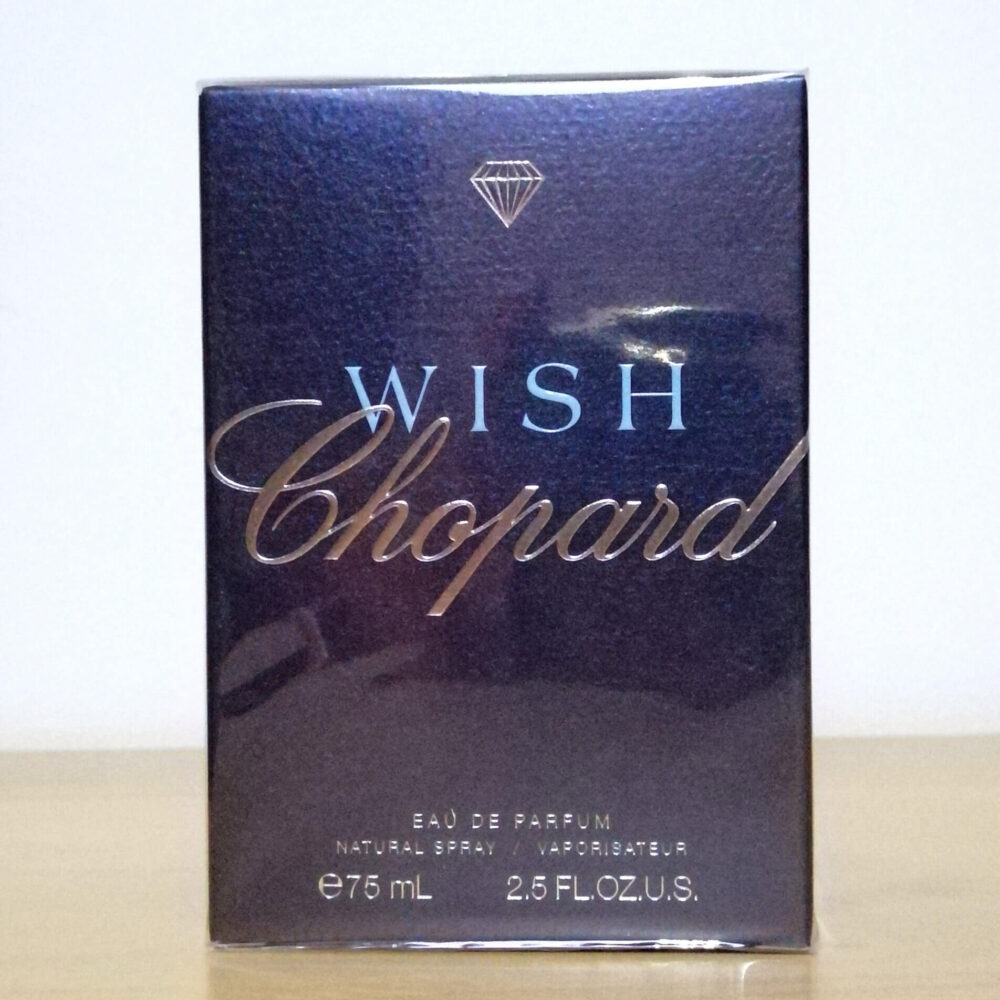 WISH
Chopard
EAU DE PARFUM
NATURAL SPRAY / VAPORISATEUR
℮75 mL 2.5 FL.OZ.U.S.